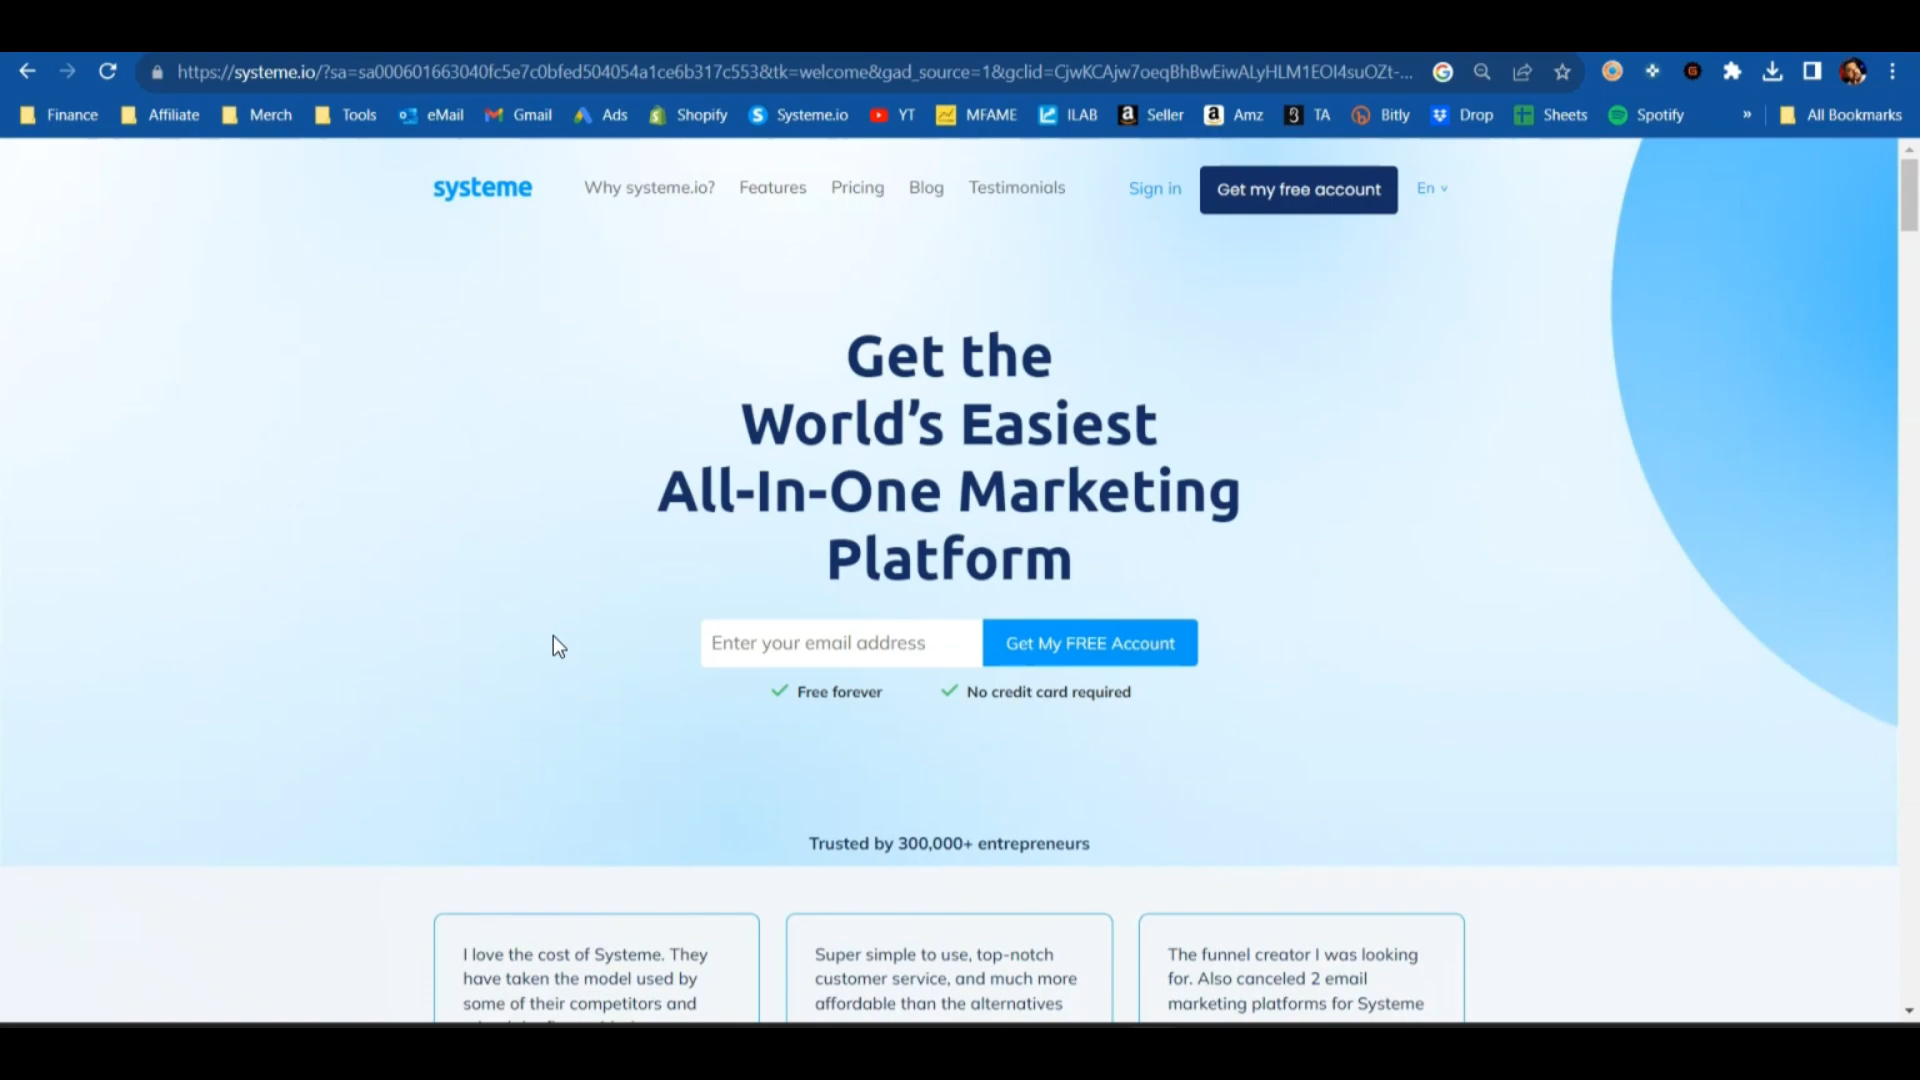 https://systeme.io/?sa=sa000601663040fc5e7c0bfed504054a1ce6b317c553&tk=welcome&gad_source=1&gclid=CjwKCAjw7oeqBhBwEiwALyHLM1EOI4suOZt-...
Finance Affiliate Merch Tools eMail Gmail Ads Shopify Systeme.io YT MFAME ILAB Seller Amz TA Bitly Drop Sheets Spotify » All Bookmarks
systeme Why systeme.io? Features Pricing Blog Testimonials Sign in Get my free account En
Get the
World's Easiest
All-In-One Marketing
Platform
Enter your email address Get My FREE Account
Free forever No credit card required
Trusted by 300,000+ entrepreneurs
I love the cost of Systeme. They
have taken the model used by
some of their competitors and
Super simple to use, top-notch
customer service, and much more
affordable than the alternatives
The funnel creator I was looking
for. Also canceled 2 email
marketing platforms for Systeme